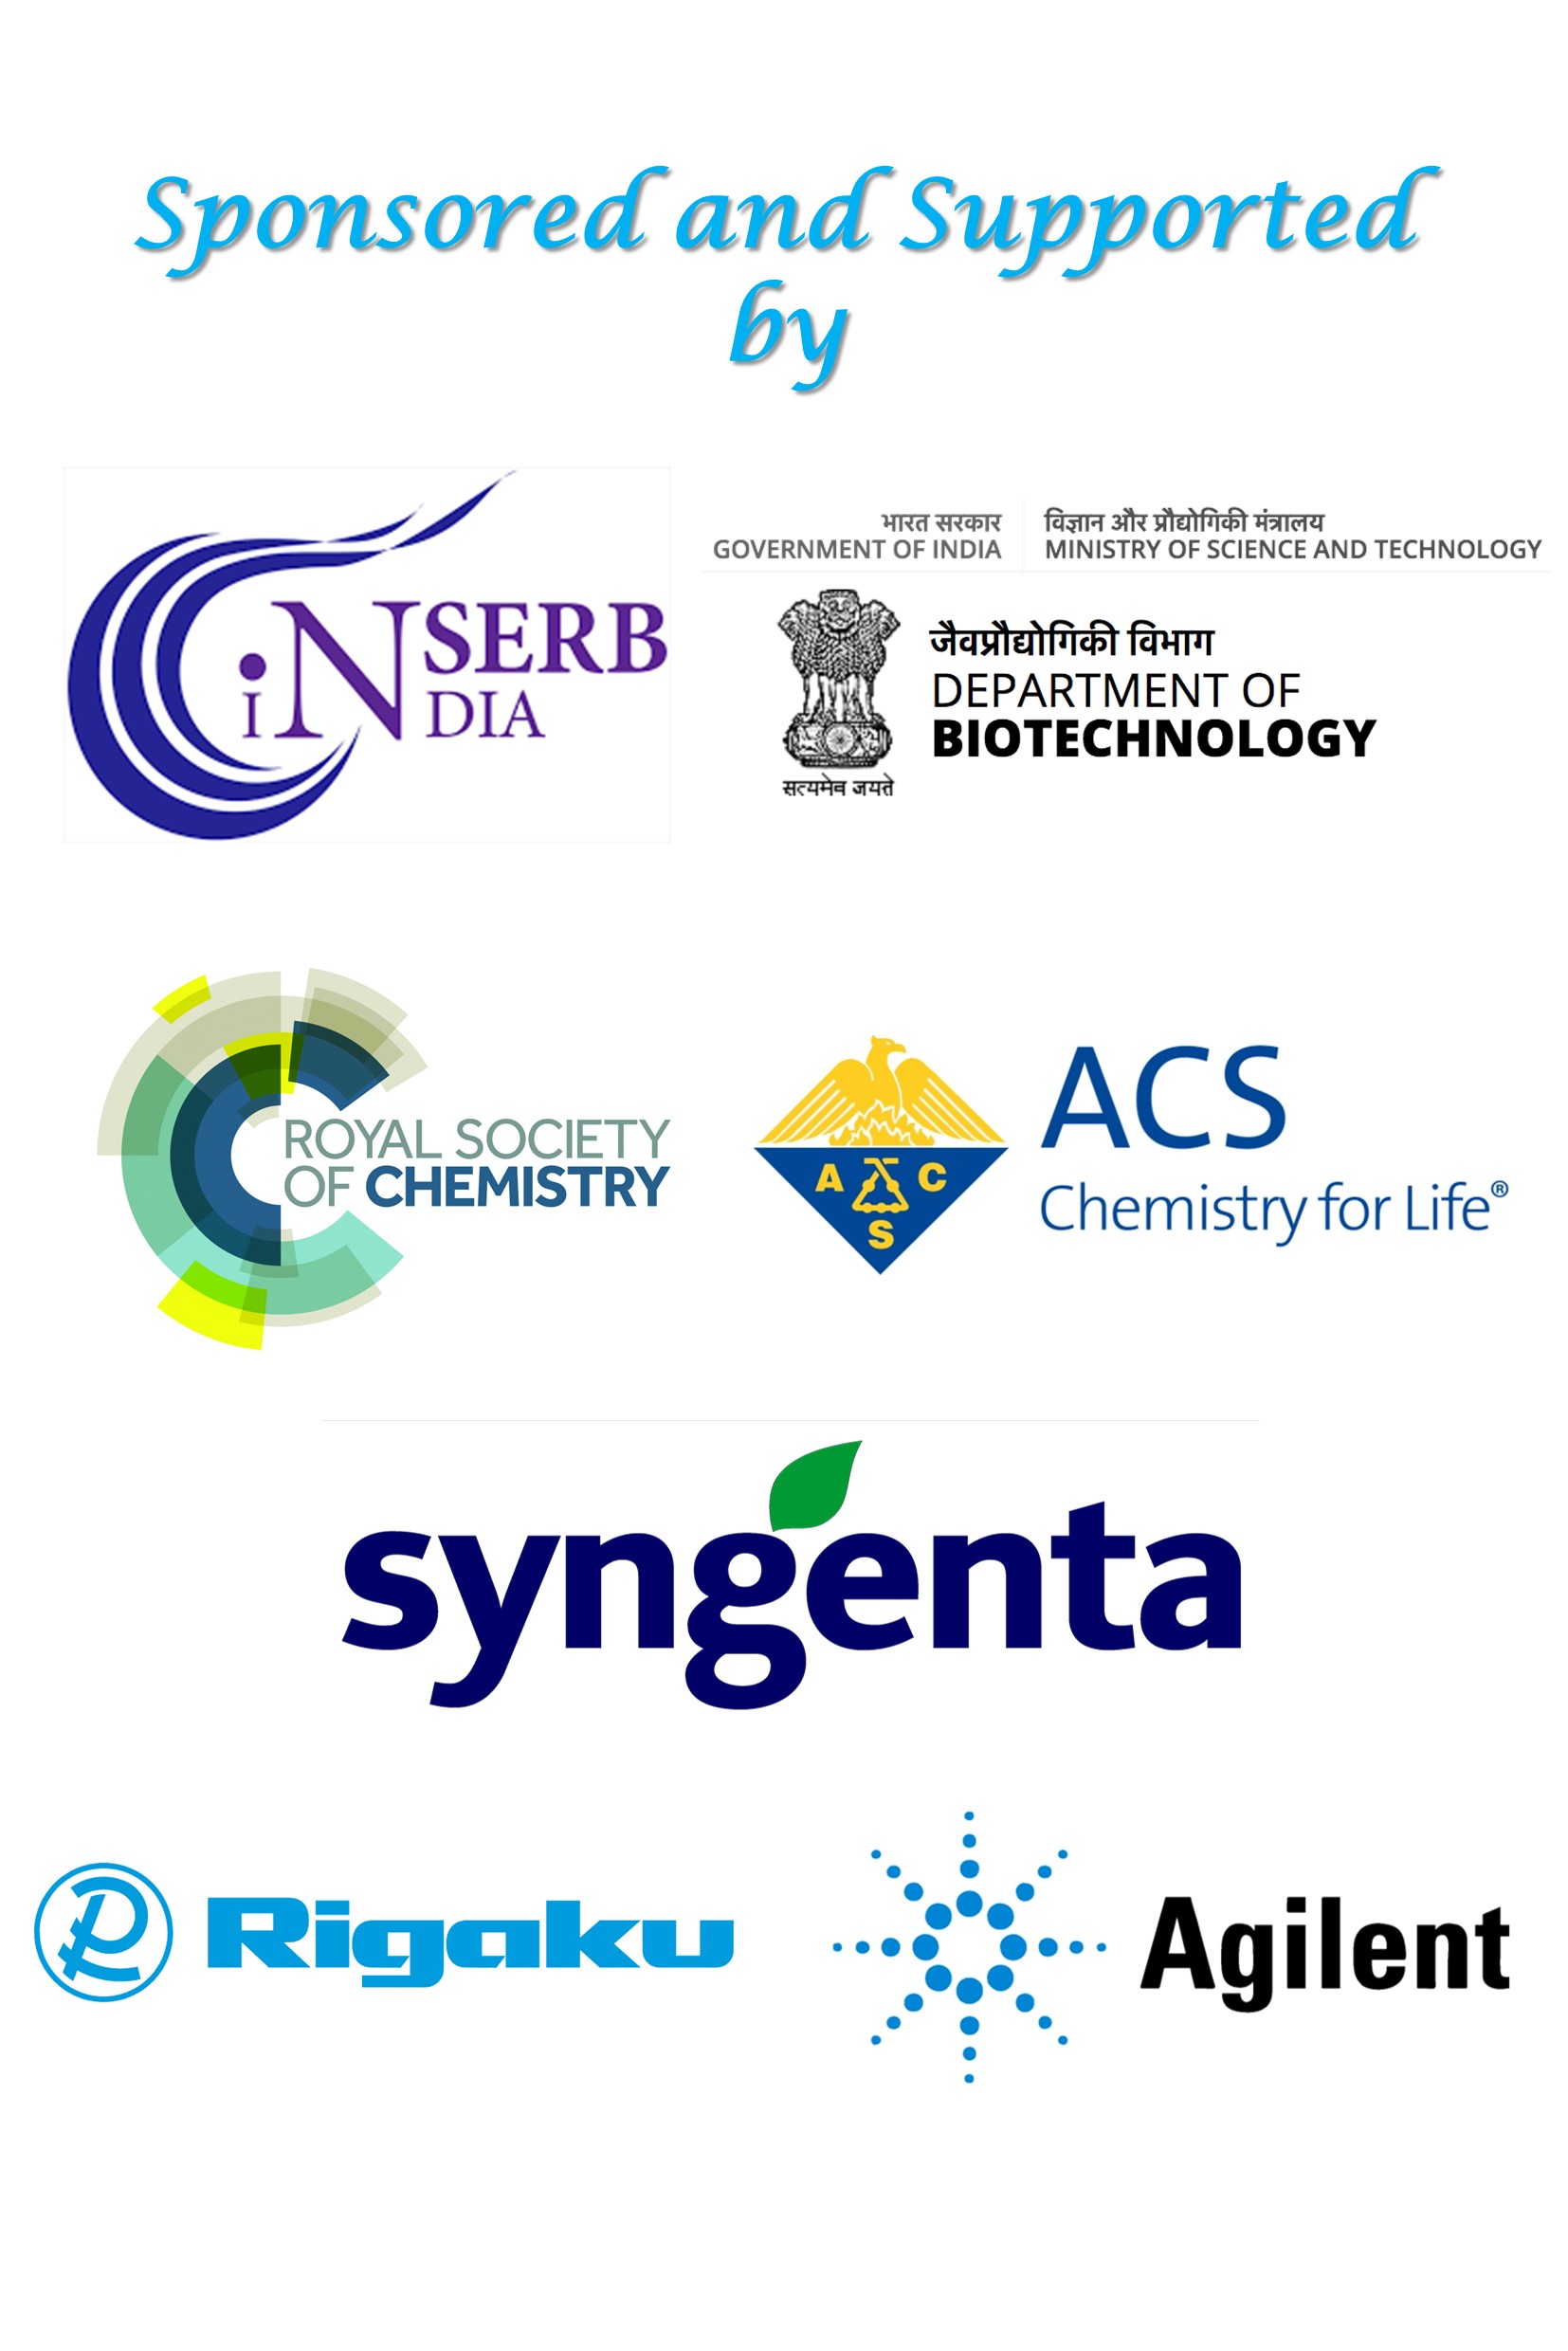 Sponsored and Supported
by
iN SERB
iNDIA
भारत सरकार
GOVERNMENT OF INDIA
विज्ञान और प्रौद्योगिकी मंत्रालय
MINISTRY OF SCIENCE AND TECHNOLOGY
जैवप्रौद्योगिकी विभाग
DEPARTMENT OF
BIOTECHNOLOGY
सत्यमेव जयते
ROYAL SOCIETY
OF CHEMISTRY
A C
S
ACS
Chemistry for Life®
syngenta
Rigaku
Agilent